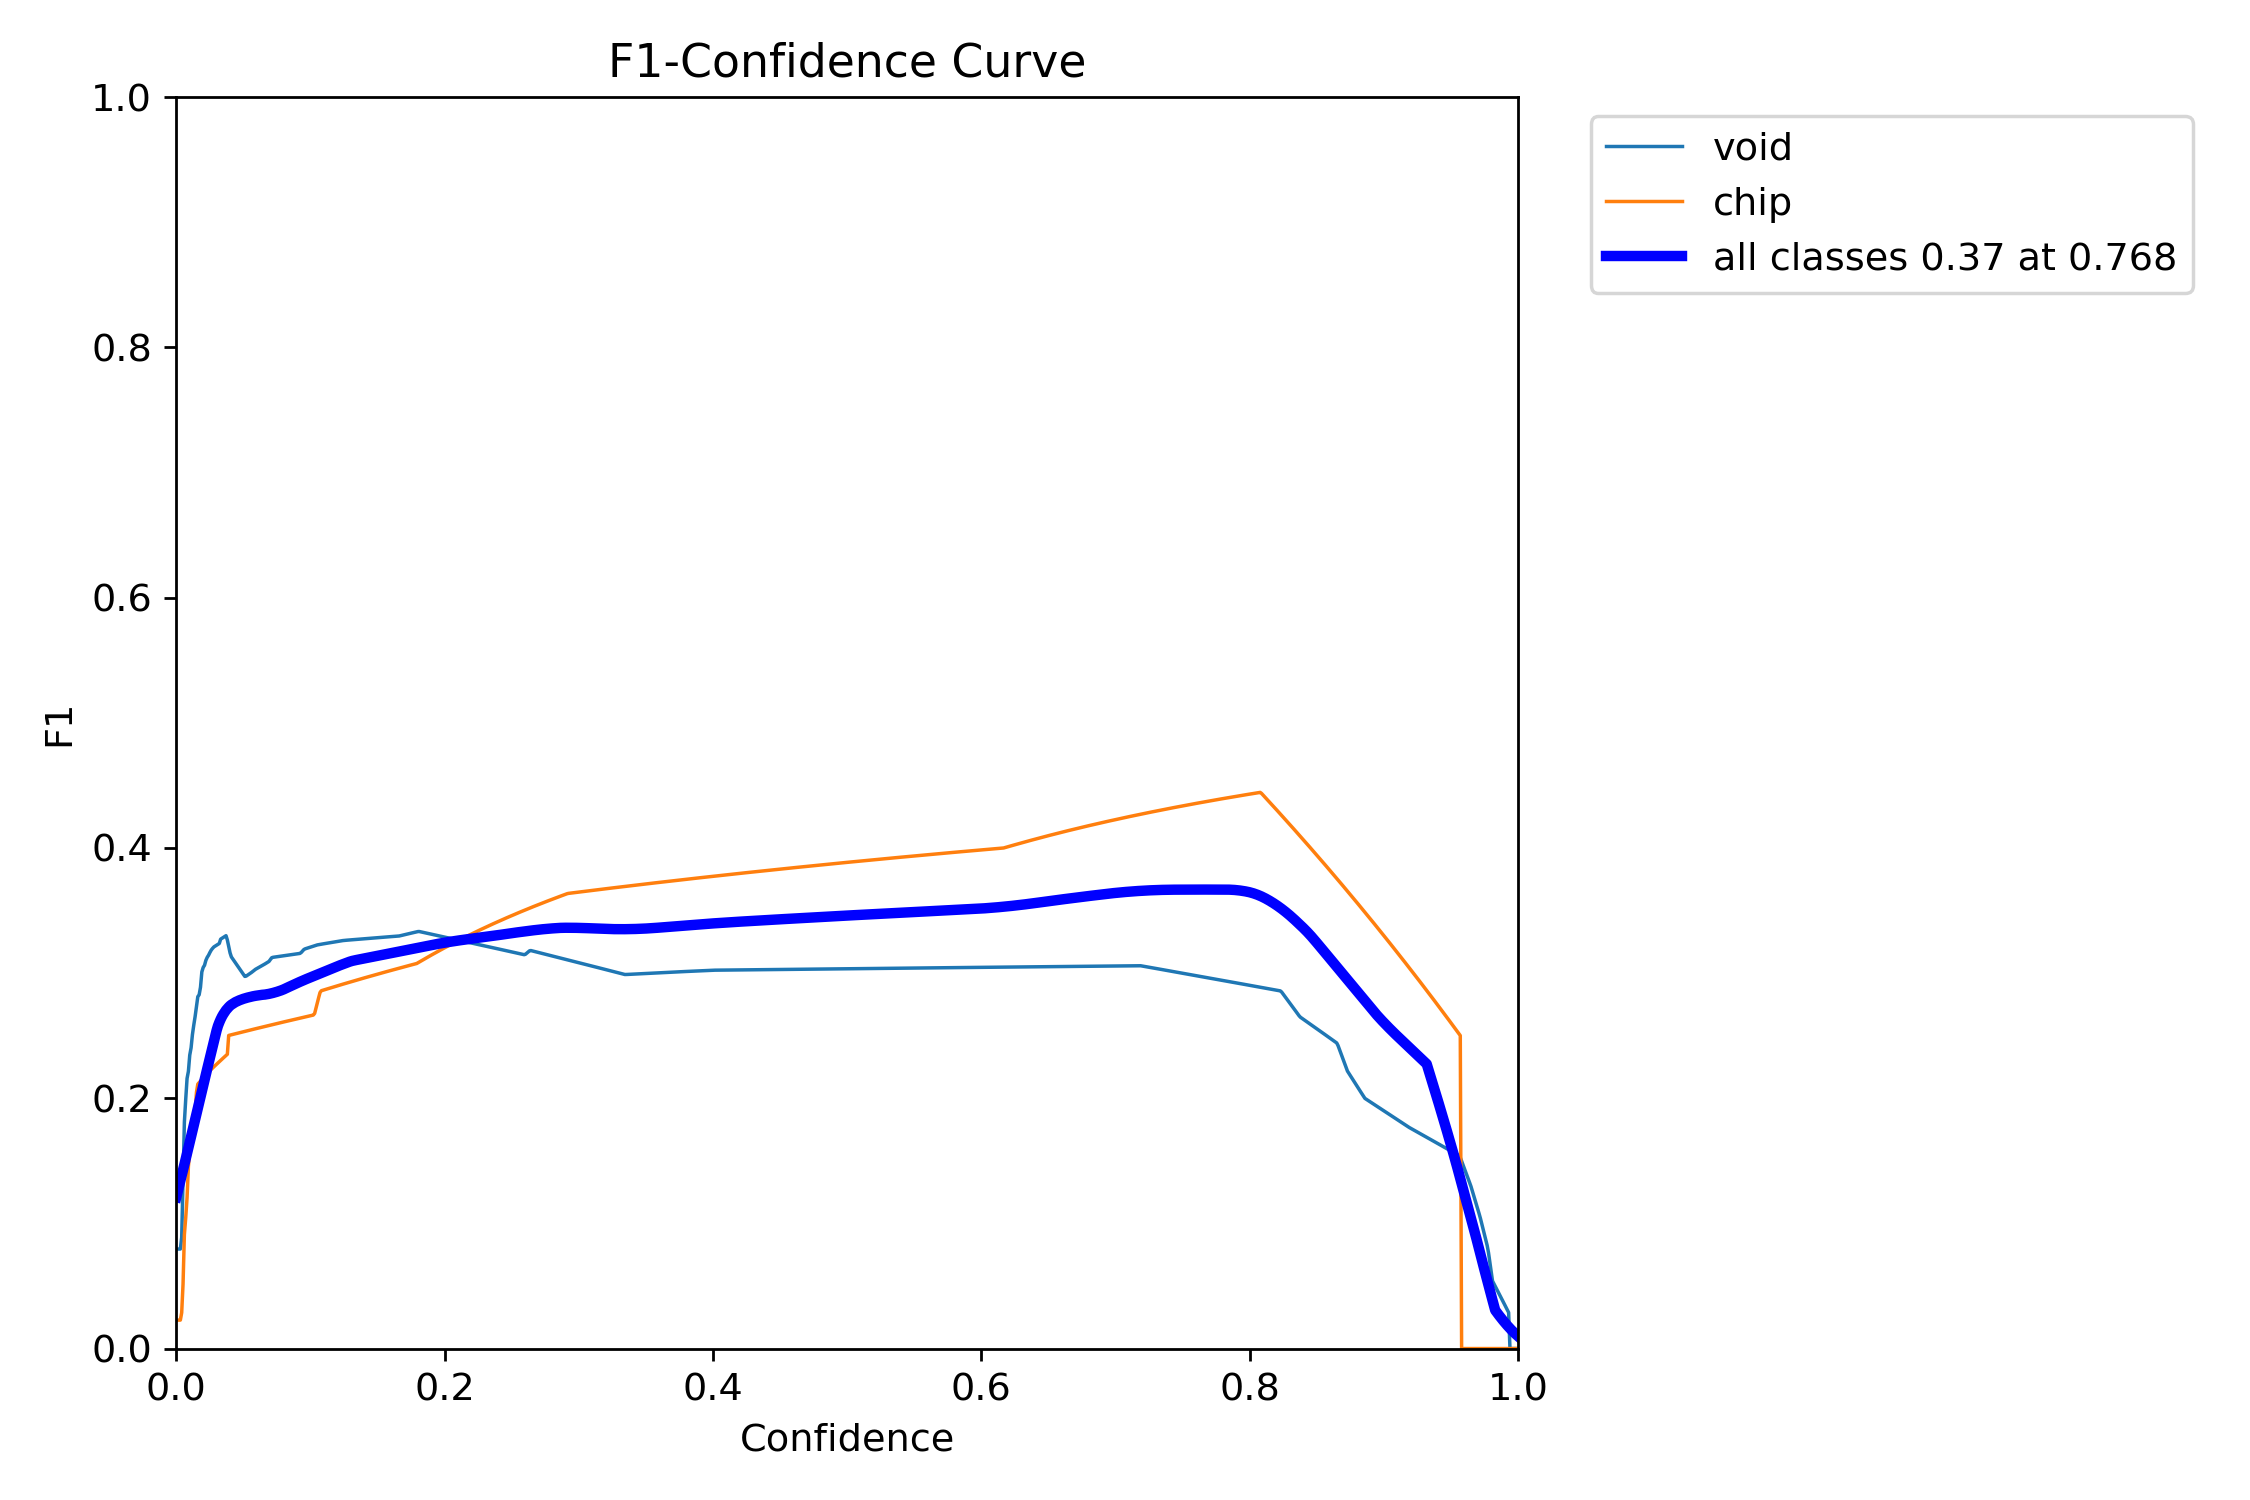 F1-Confidence Curve
void
chip
all classes 0.37 at 0.768
1.0
0.8
0.6
0.4
0.2
0.0
F1
0.0 0.2 0.4 0.6 0.8 1.0
Confidence